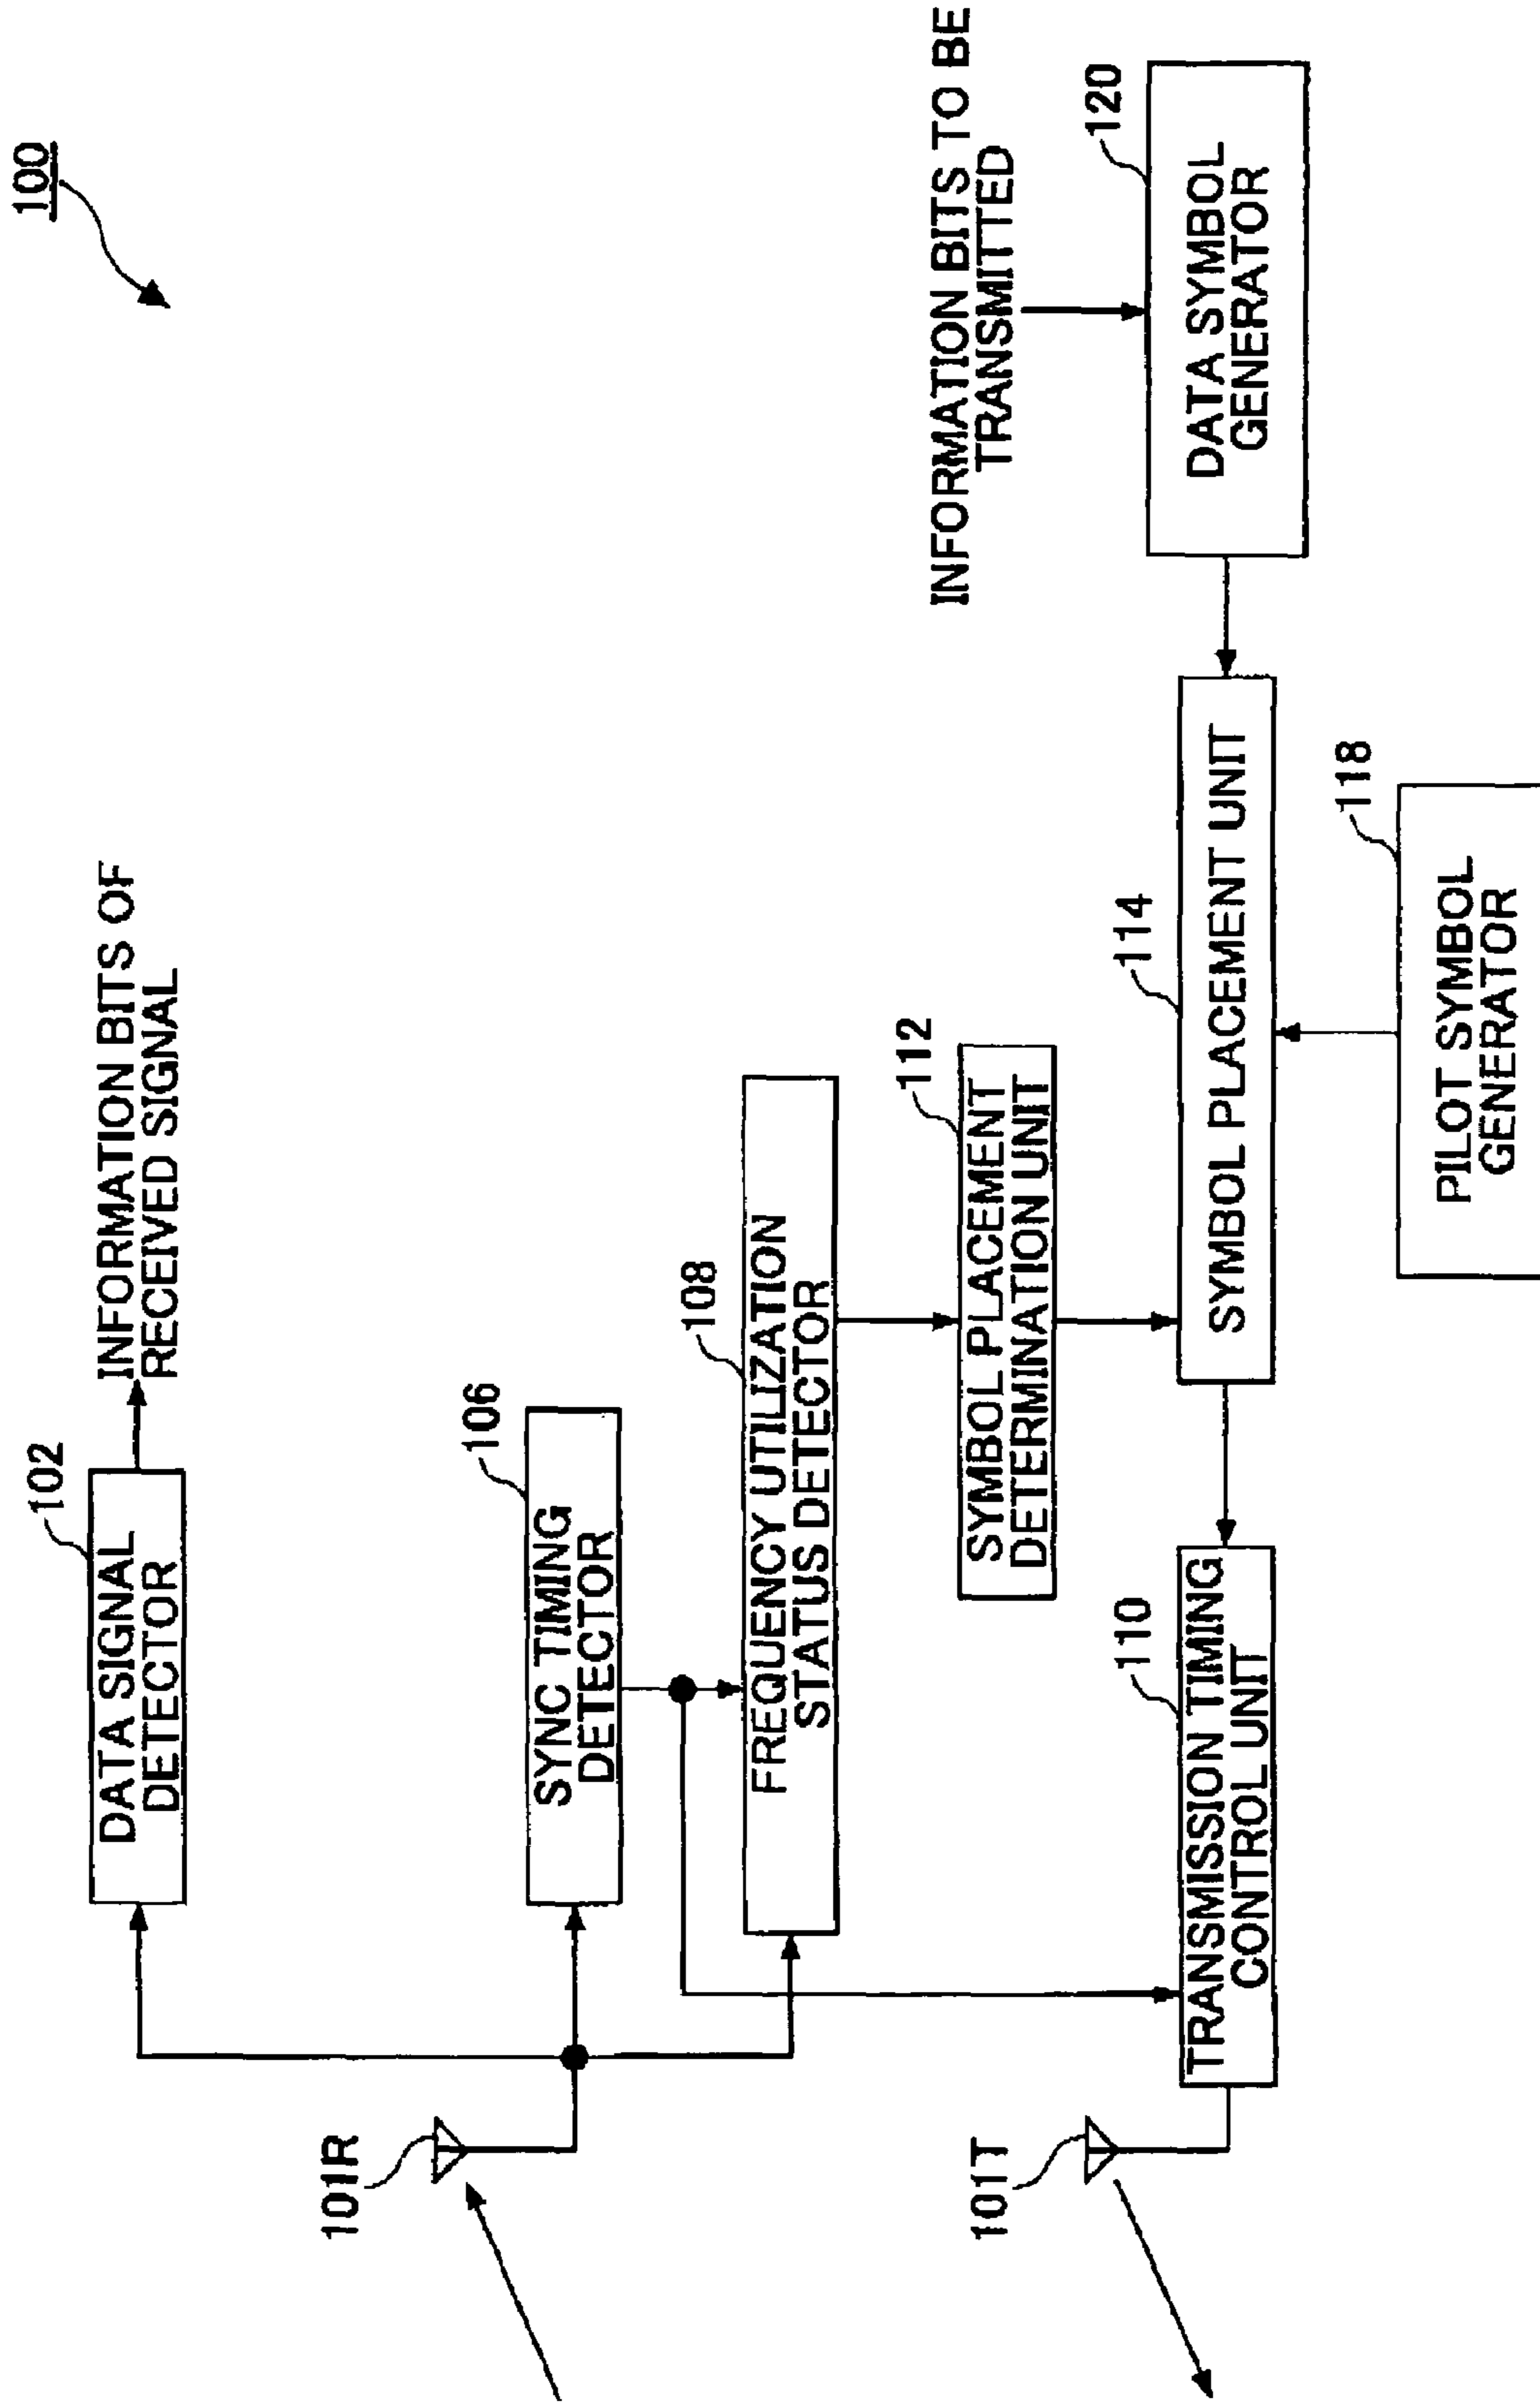 100
102
DATA SIGNAL
DETECTOR
INFORMATION BITS OF
RECEIVED SIGNAL
101R
106
SYNC TIMING
DETECTOR
108
FREQUENCY UTILIZATION
STATUS DETECTOR
112
SYMBOL PLACEMENT
DETERMINATION UNIT
INFORMATION BITS TO BE
TRANSMITTED
101T
110
TRANSMISSION TIMING
CONTROL UNIT
114
SYMBOL PLACEMENT UNIT
120
DATA SYMBOL
GENERATOR
118
PILOT SYMBOL
GENERATOR